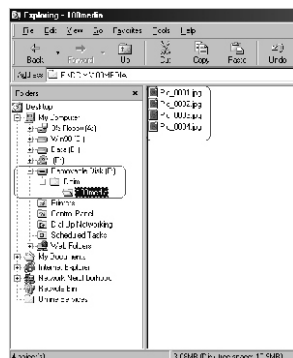 Exploring - 100media
File Edit View Go Favorites Tools Help
Back Forward Up Cut Copy Paste Undo
Address
Folders
Desktop
My Computer
Removable Disk
Dcim
Printers
Control Panel
Dial-Up Networking
Scheduled Tasks
Web Folders
My Documents
Internet Explorer
Network Neighborhood
Recycle Bin
Online Services
Pic_0001.jpg
Pic_0002.jpg
Pic_0003.jpg
Pic_0004.jpg
4 object(s)